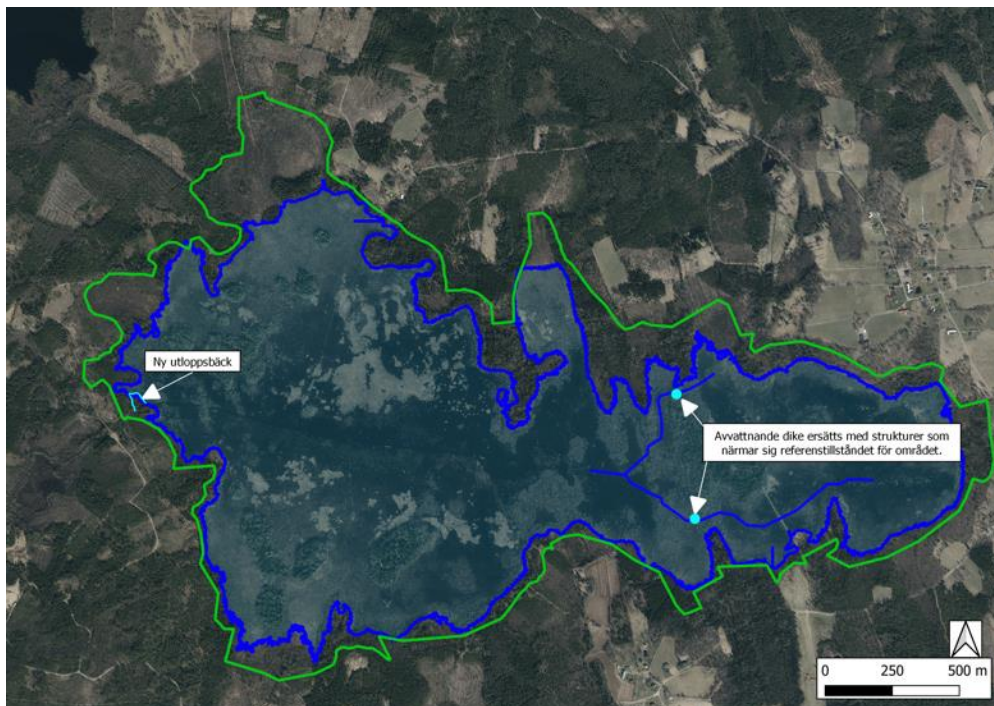 Ny utloppsbäck
Avvattnande dike ersätts med strukturer som
närmar sig referenstillståndet för området.
0 250 500 m